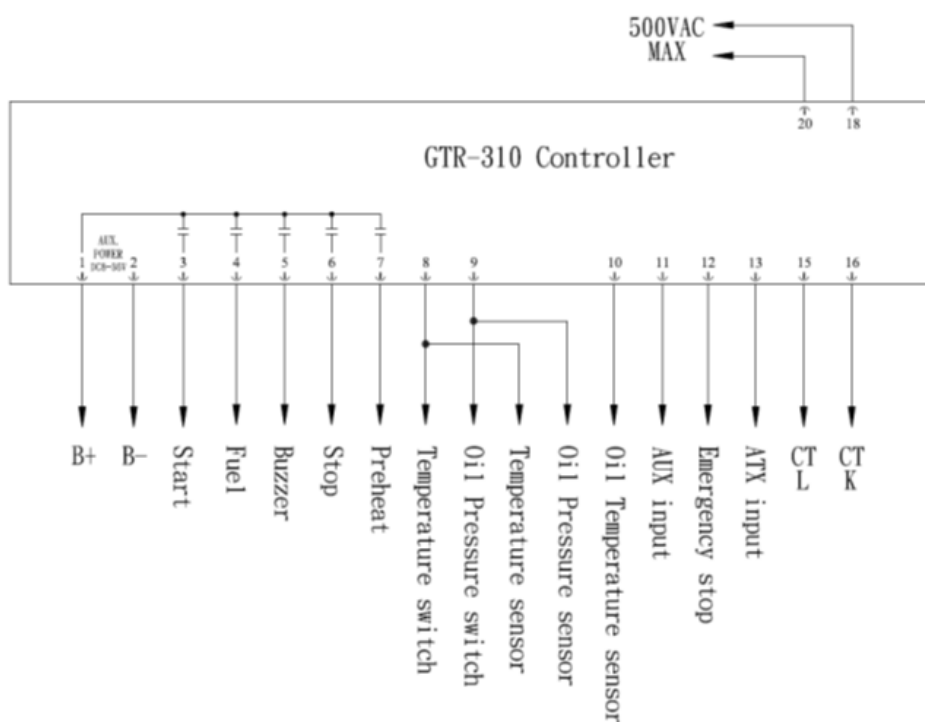 500VAC
MAX
20 18
GTR-310 Controller
AUX.
POWER
DC8-36V
1 2 3 4 5 6 7 8 9 10 11 12 13 15 16
B+
B-
Start
Fuel
Buzzer
Stop
Preheat
Temperature switch
Oil Pressure switch
Temperature sensor
Oil Pressure sensor
Oil Temperature sensor
AUX input
Emergency stop
ATX input
CT
L
CT
K